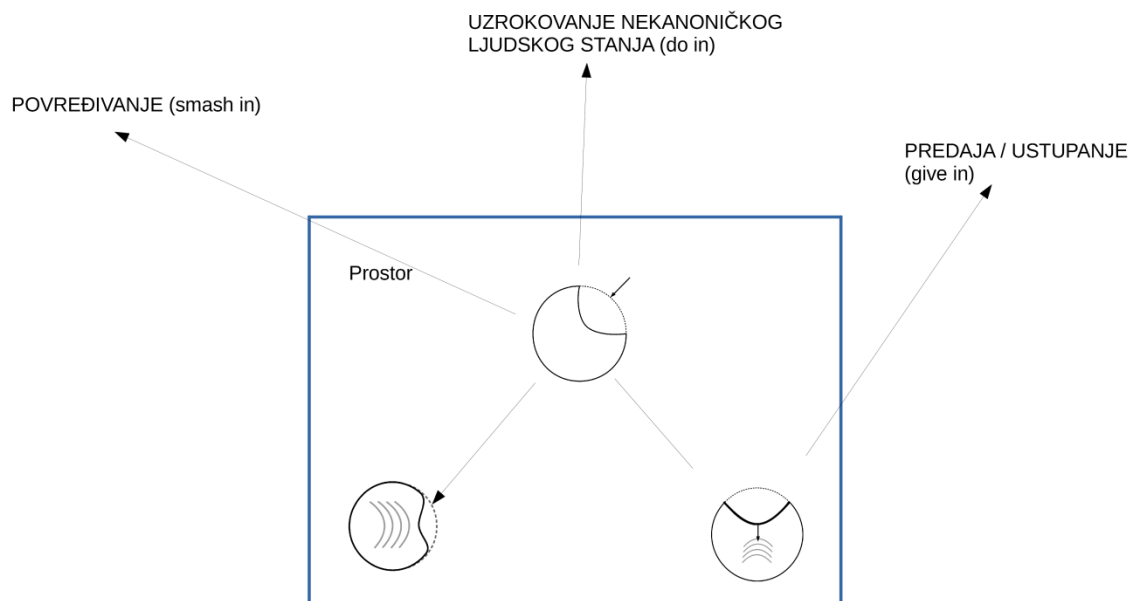 UZROKOVANJE NEKANONIČKOG
LJUDSKOG STANJA (do in)
POVREĐIVANJE (smash in)
PREDAJA / USTUPANJE
(give in)
Prostor